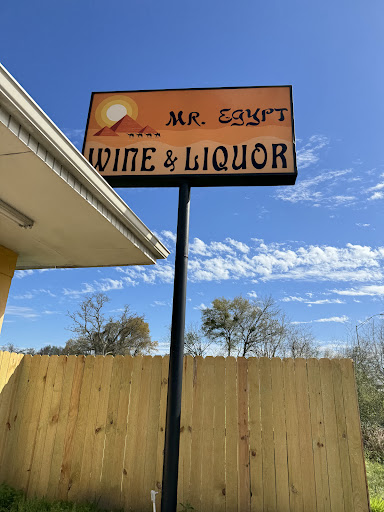 MR. EGYPT
WINE & LIQUOR